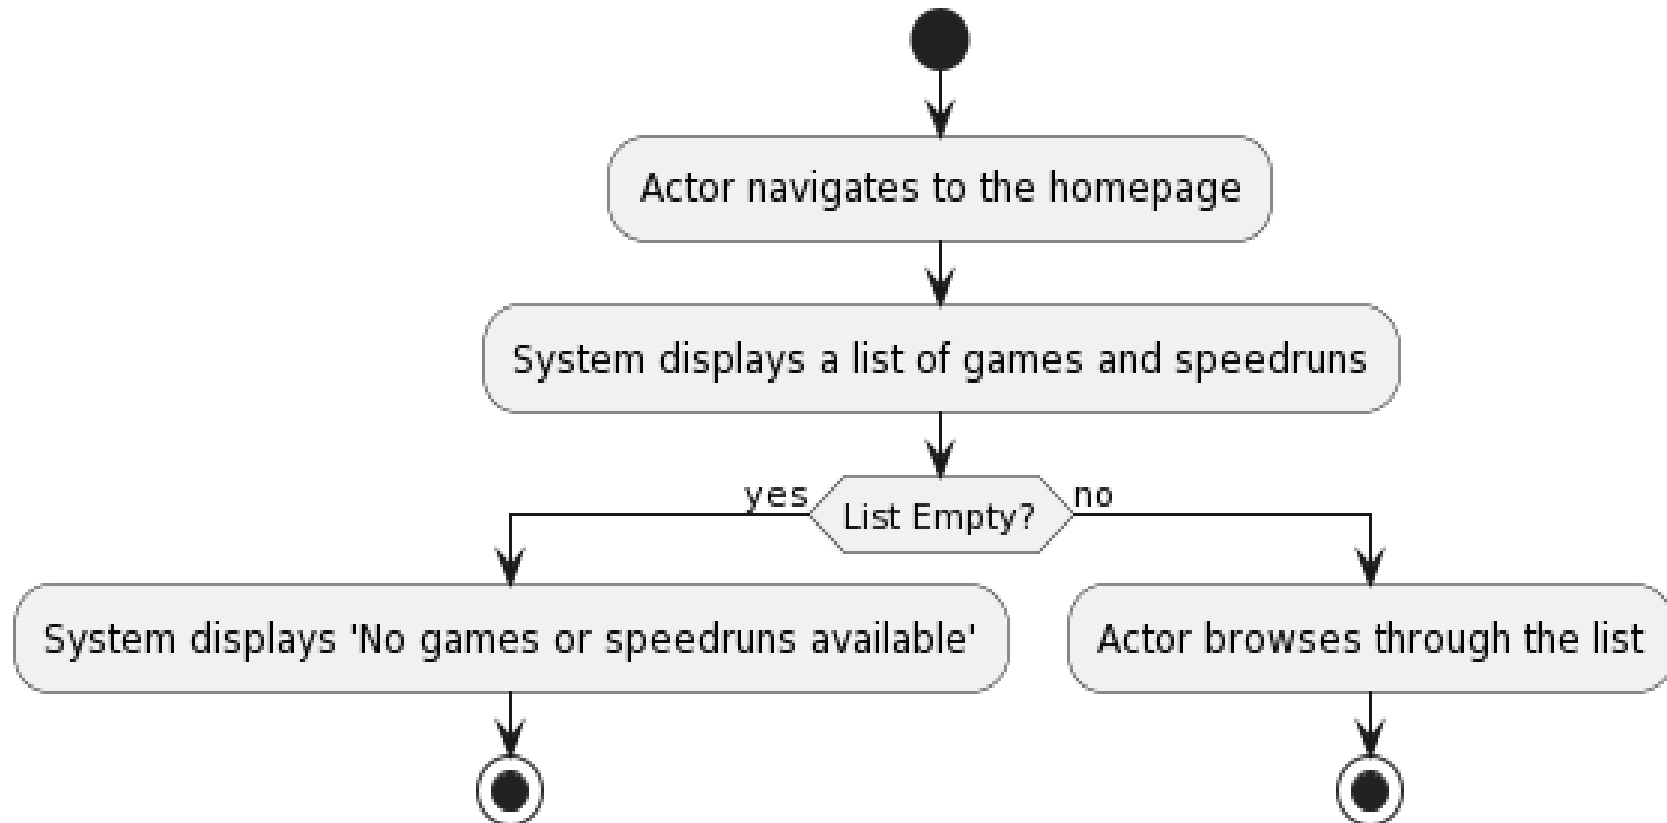 Actor navigates to the homepage
System displays a list of games and speedruns
yes
List Empty?
no
System displays 'No games or speedruns available'
Actor browses through the list